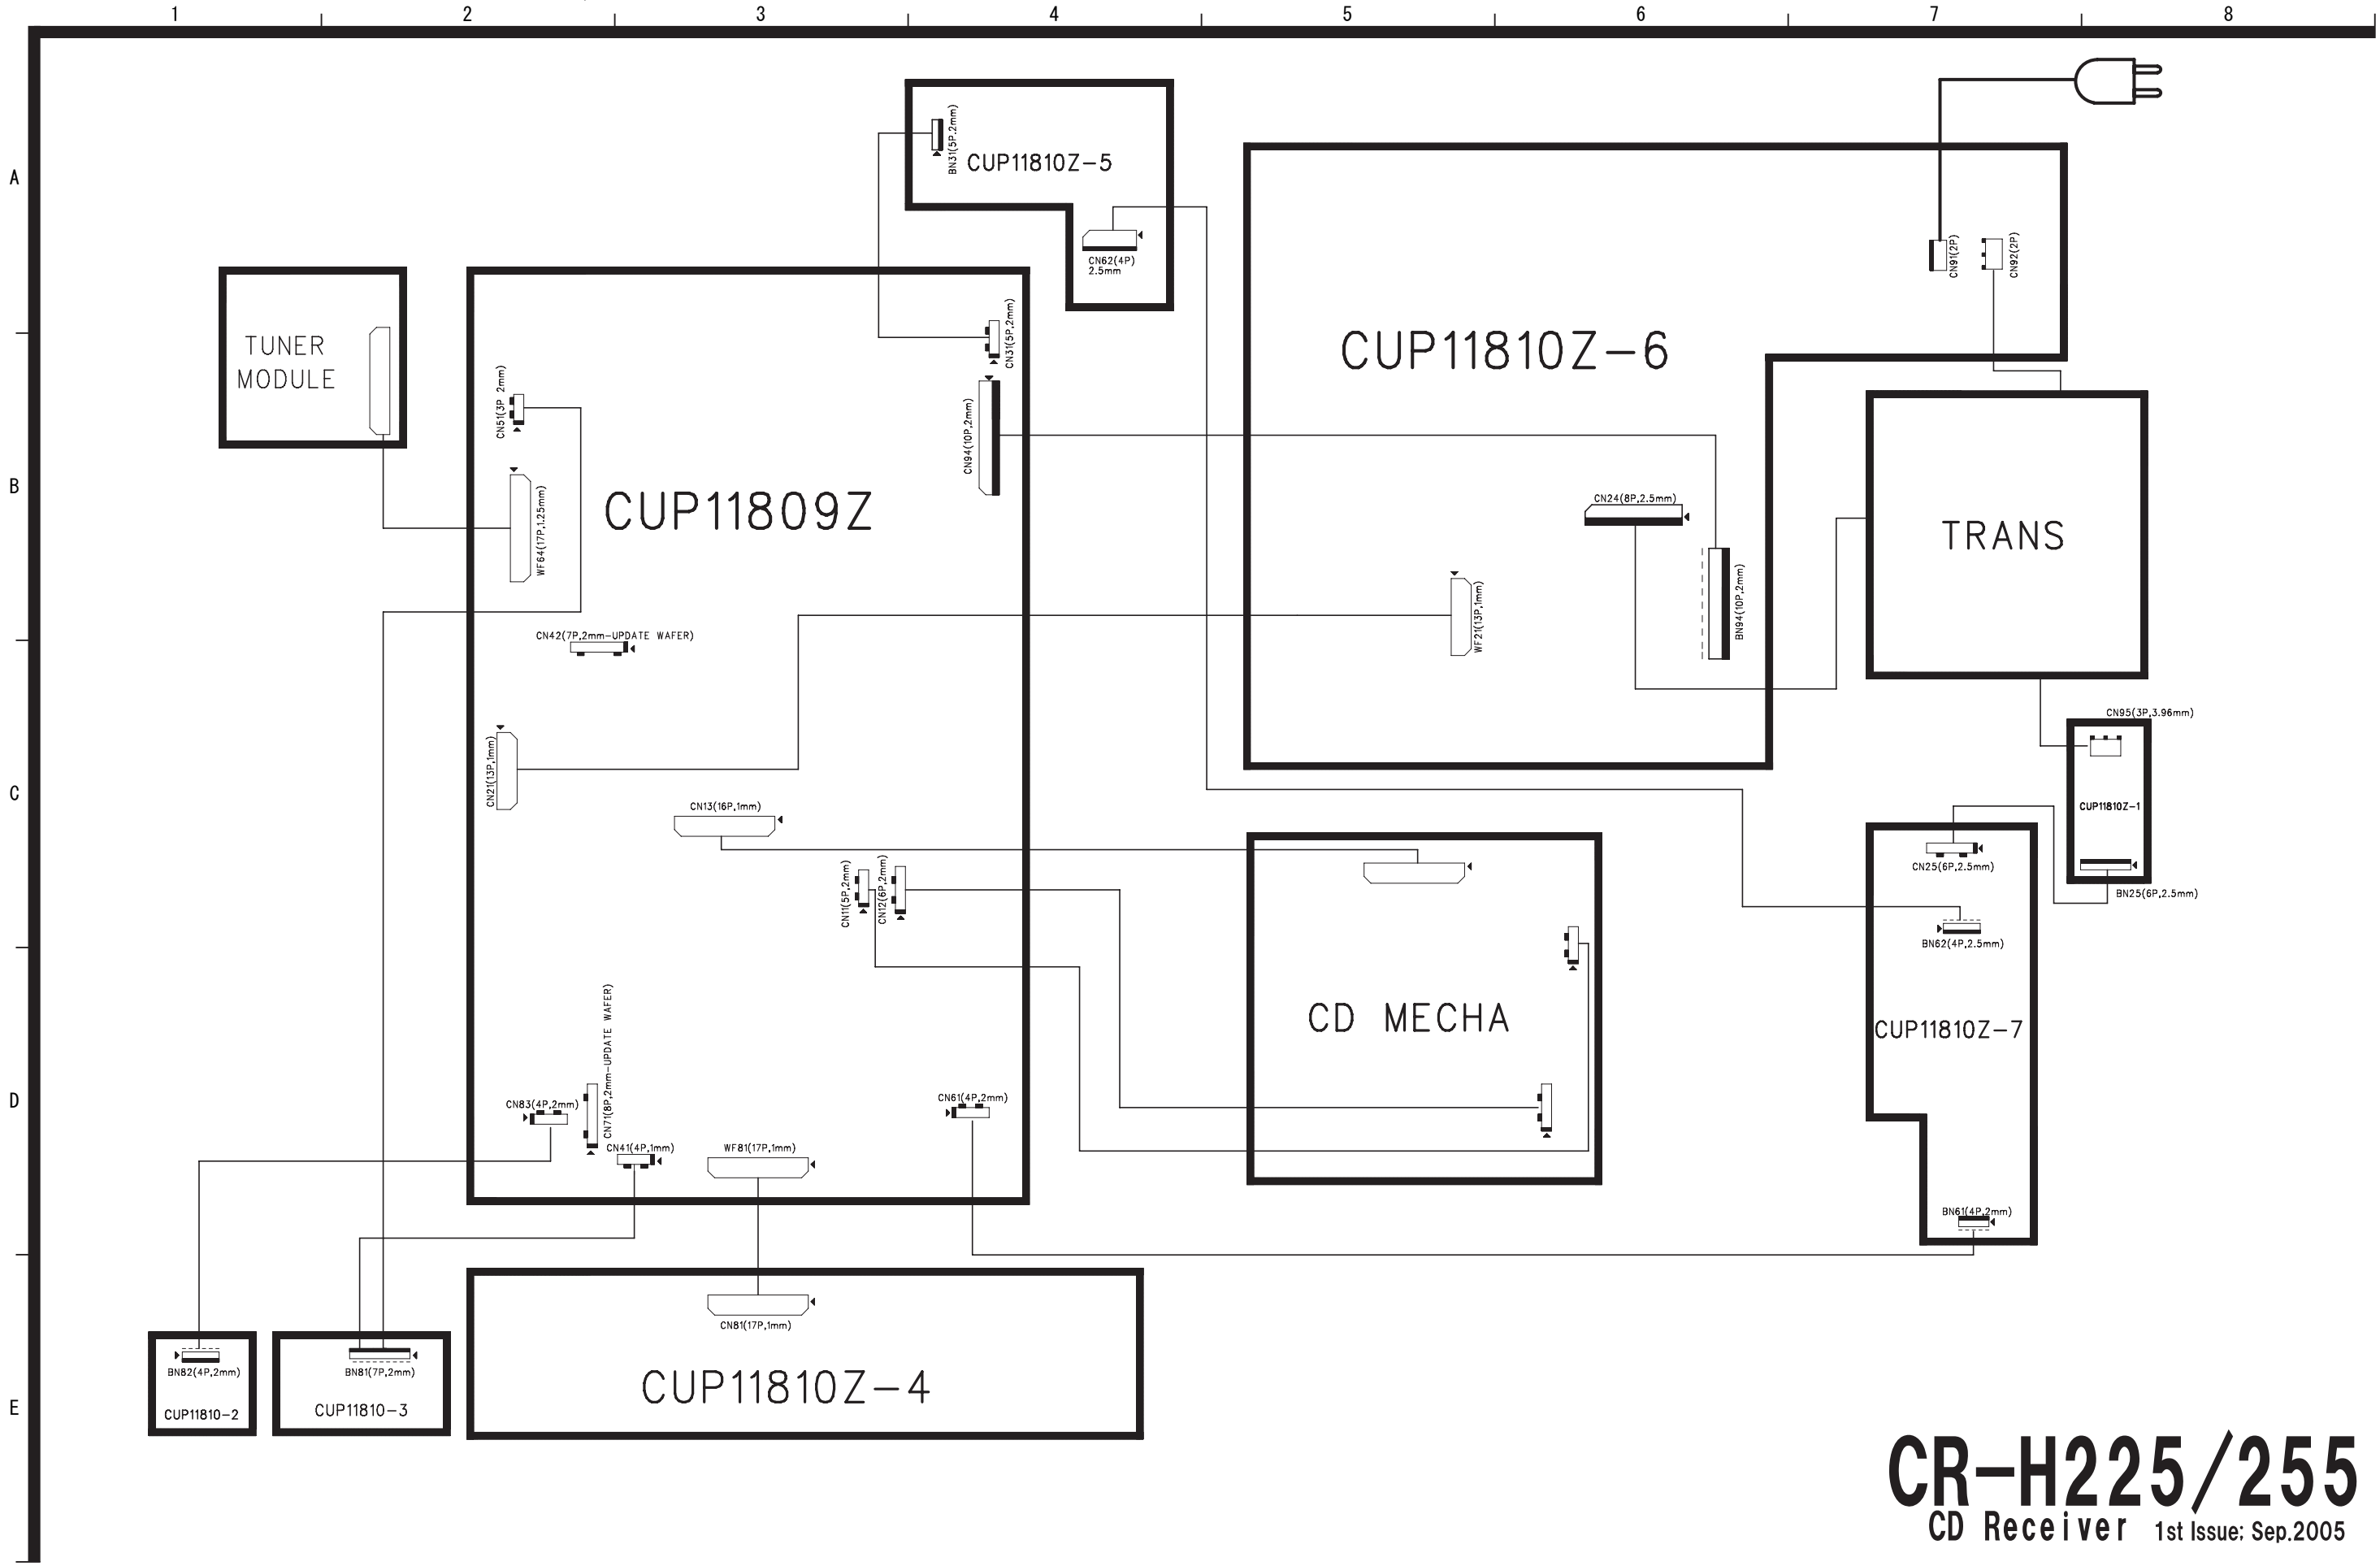 1 2 3 4 5 6 7 8
A
B
C
D
E
BN31(5P.2mm)
CUP11810Z-5
CN62(4P)
2.5mm
CN91(2P)
CN92(2P)
TUNER
MODULE
CN31(5P,2mm)
CUP11810Z-6
CN51(3P 2mm)
CN94(10P,2mm)
WF64(17P,1.25mm)
CUP11809Z
CN24(8P,2.5mm)
TRANS
BN94(10P,2mm)
WF21(13P,1mm)
CN42(7P,2mm-UPDATE WAFER)
CN95(3P,3.96mm)
CN21(13P,1mm)
CN13(16P,1mm)
CUP11810Z-1
CN11(5P,2mm)
CN12(6P,2mm)
CN25(6P,2.5mm)
BN25(6P,2.5mm)
BN62(4P,2.5mm)
CD MECHA
CUP11810Z-7
CN71(8P,2mm-UPDATE WAFER)
CN83(4P,2mm)
CN61(4P,2mm)
CN41(4P,1mm)
WF81(17P,1mm)
BN61(4P,2mm)
CN81(17P,1mm)
BN82(4P,2mm)
BN81(7P,2mm)
CUP11810Z-4
CUP11810-2
CUP11810-3
CR-H225/255
CD Receiver 1st Issue; Sep.2005